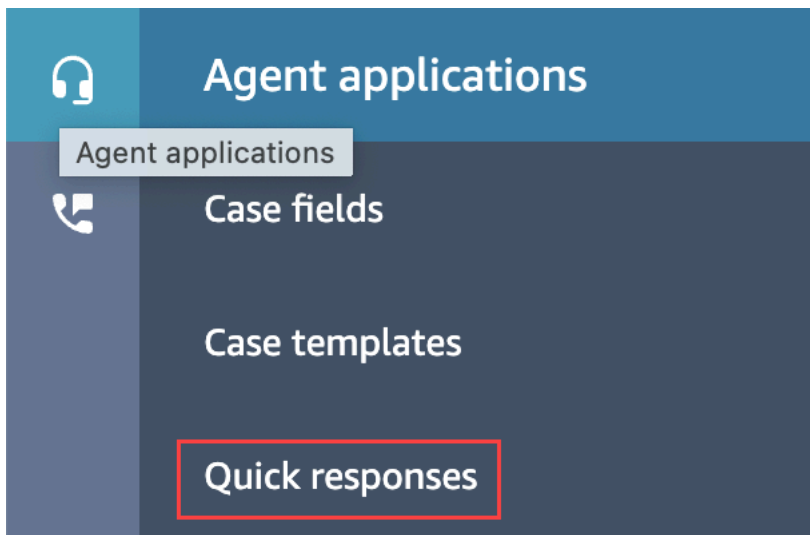 Agent applications
Agent applications
Case fields
Case templates
Quick responses